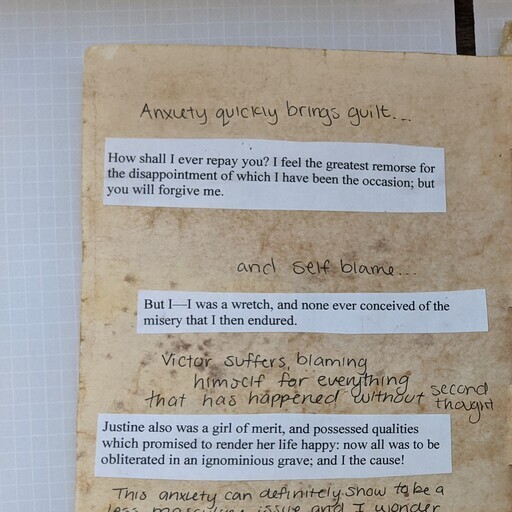 Anxiety quickly brings guilt...
How shall I ever repay you? I feel the greatest remorse for
the disappointment of which I have been the occasion; but
you will forgive me.
and self blame...
But I—I was a wretch, and none ever conceived of the
misery that I then endured.
Victor suffers, blaming
himself for everything
that has happened without second
thought
Justine also was a girl of merit, and possessed qualities
which promised to render her life happy: now all was to be
obliterated in an ignominious grave; and I the cause!
This anxiety can definitely show to be a
less masculine issue and I wonder